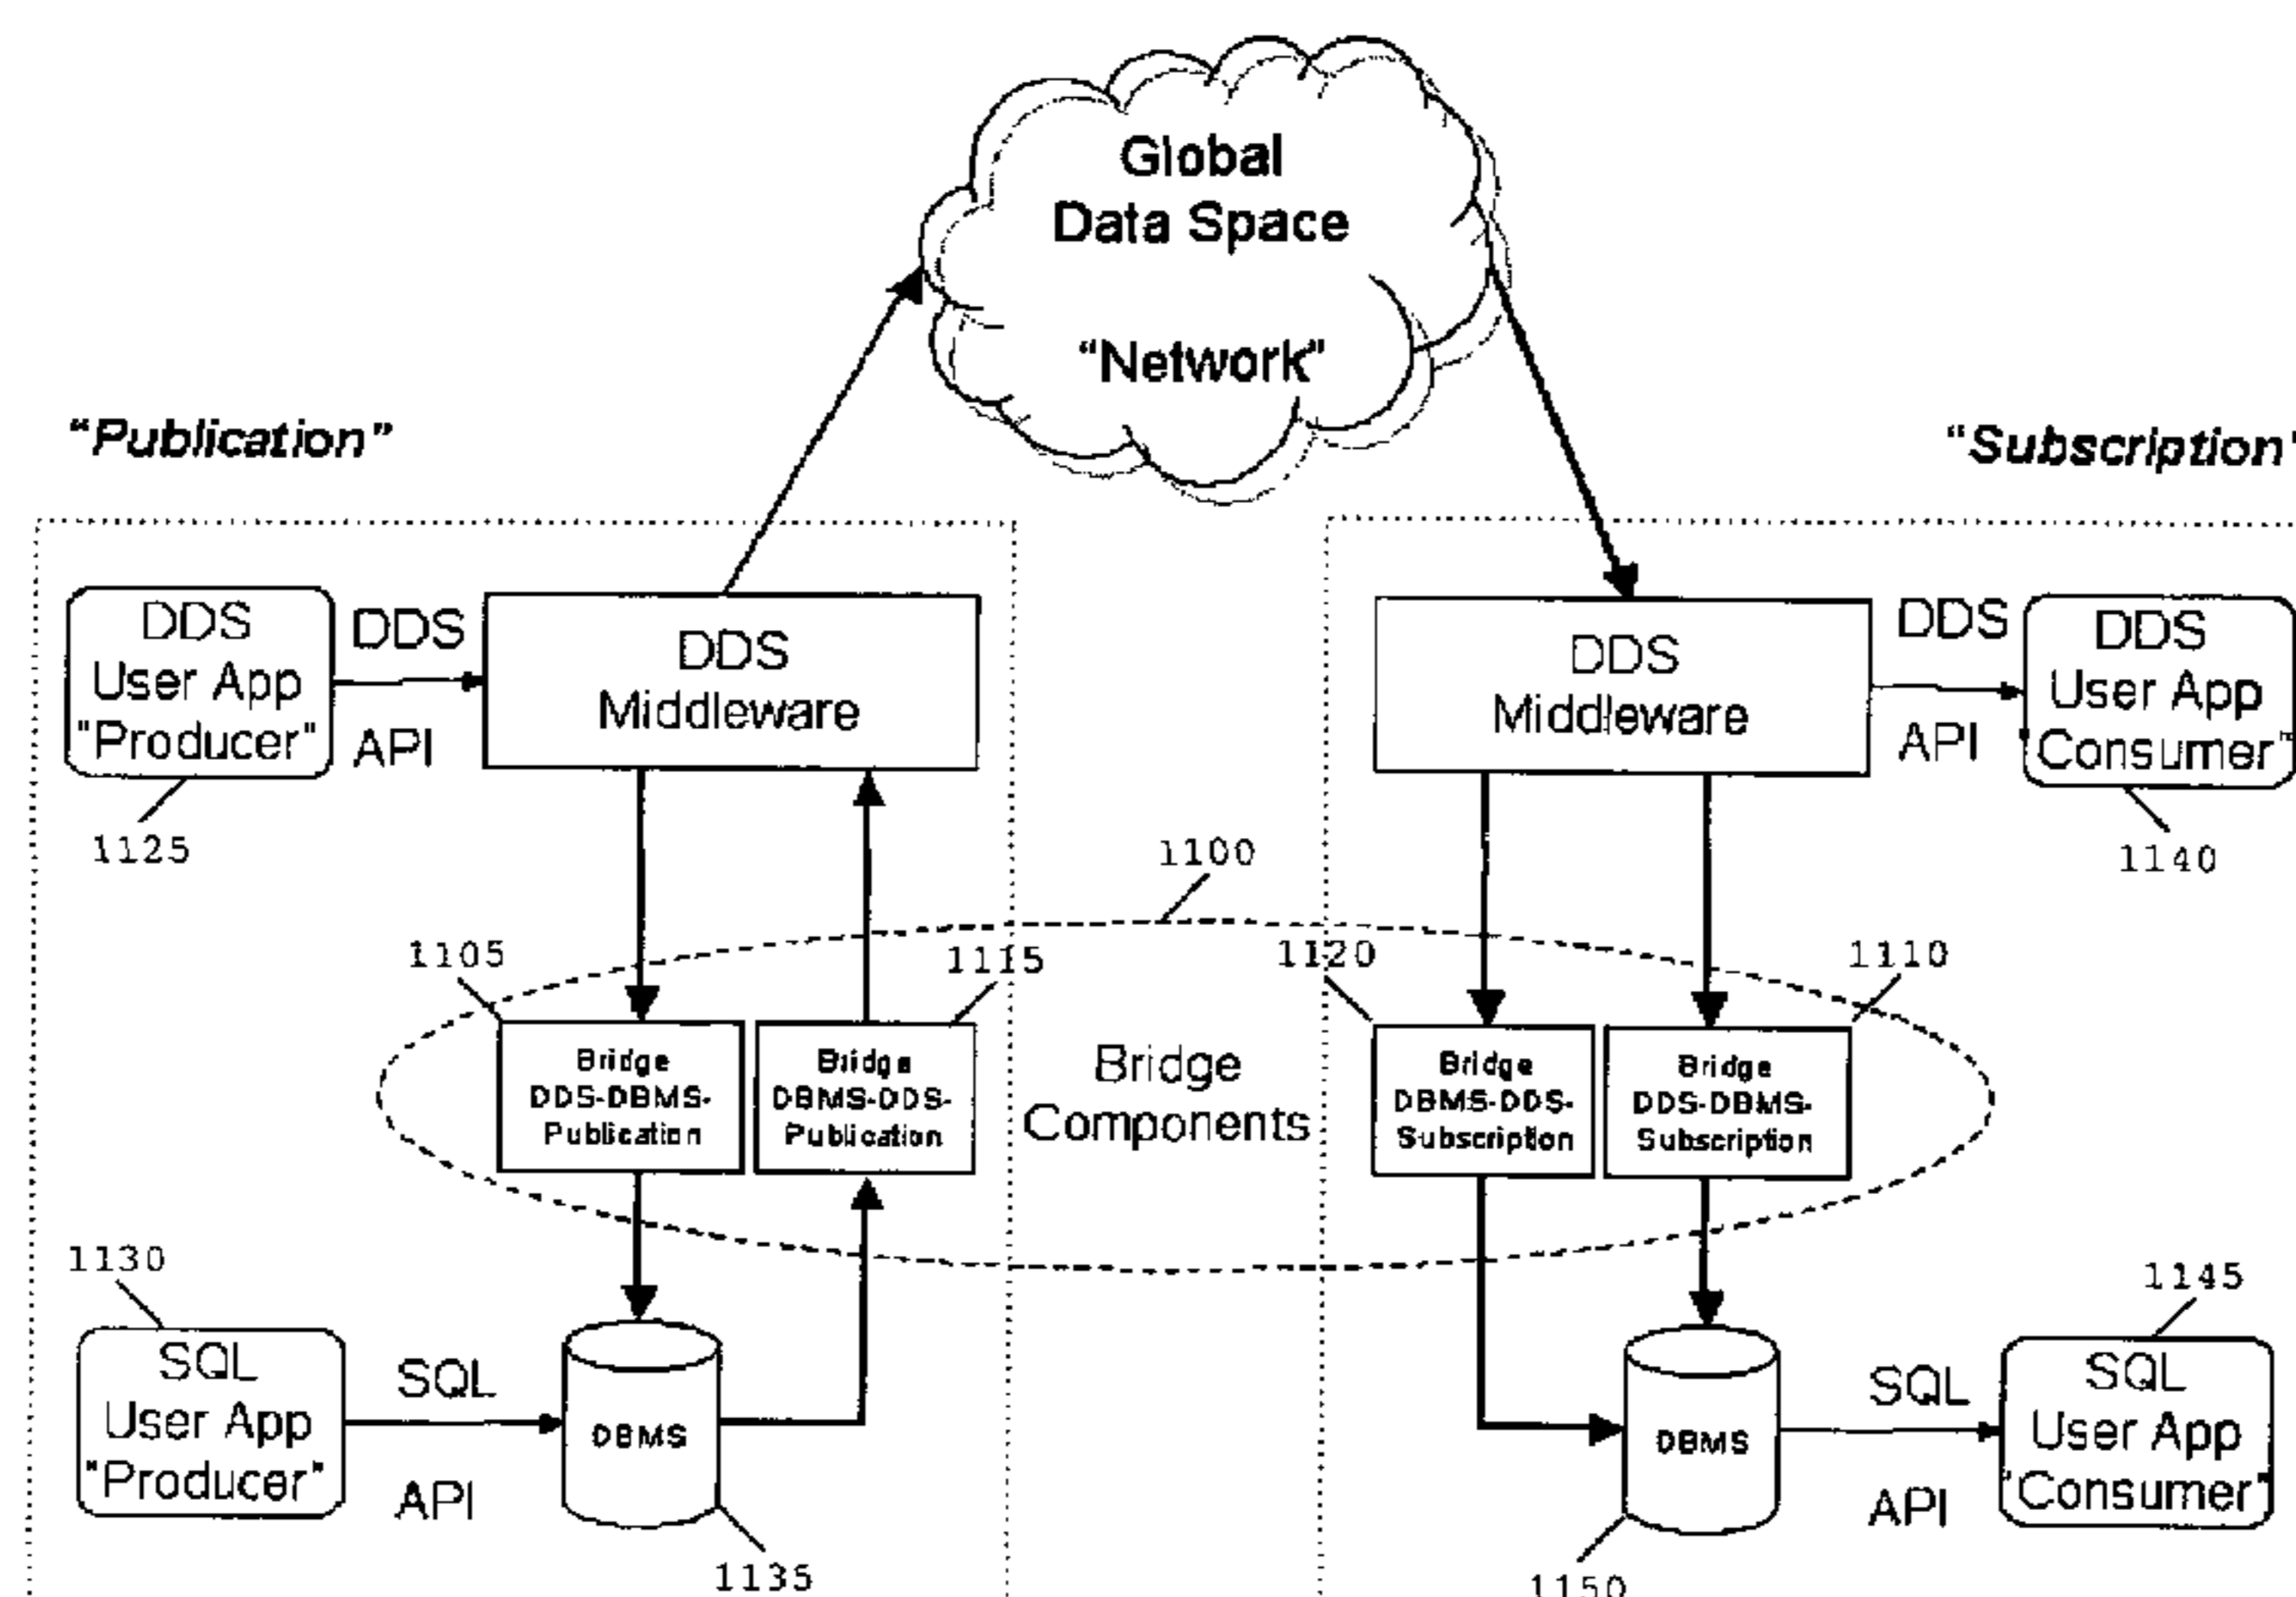 Global
Data Space
“Network”
“Publication”
“Subscription”
DDS
User App
"Producer"
DDS
API
DDS
Middleware
DDS
Middleware
DDS
API
DDS
User App
Consumer"
1125
1140
1100
1105
1115
1120
1110
Bridge
DDS-DBMS-
Publication
Bridge
DBMS-DDS-
Publication
Bridge
Components
Bridge
DBMS-DDS-
Subscription
Bridge
DDS-DBMS-
Subscription
1130
1145
SQL
User App
"Producer"
SQL
API
DBMS
DBMS
SQL
API
SQL
User App
"Consumer"
1135
1150